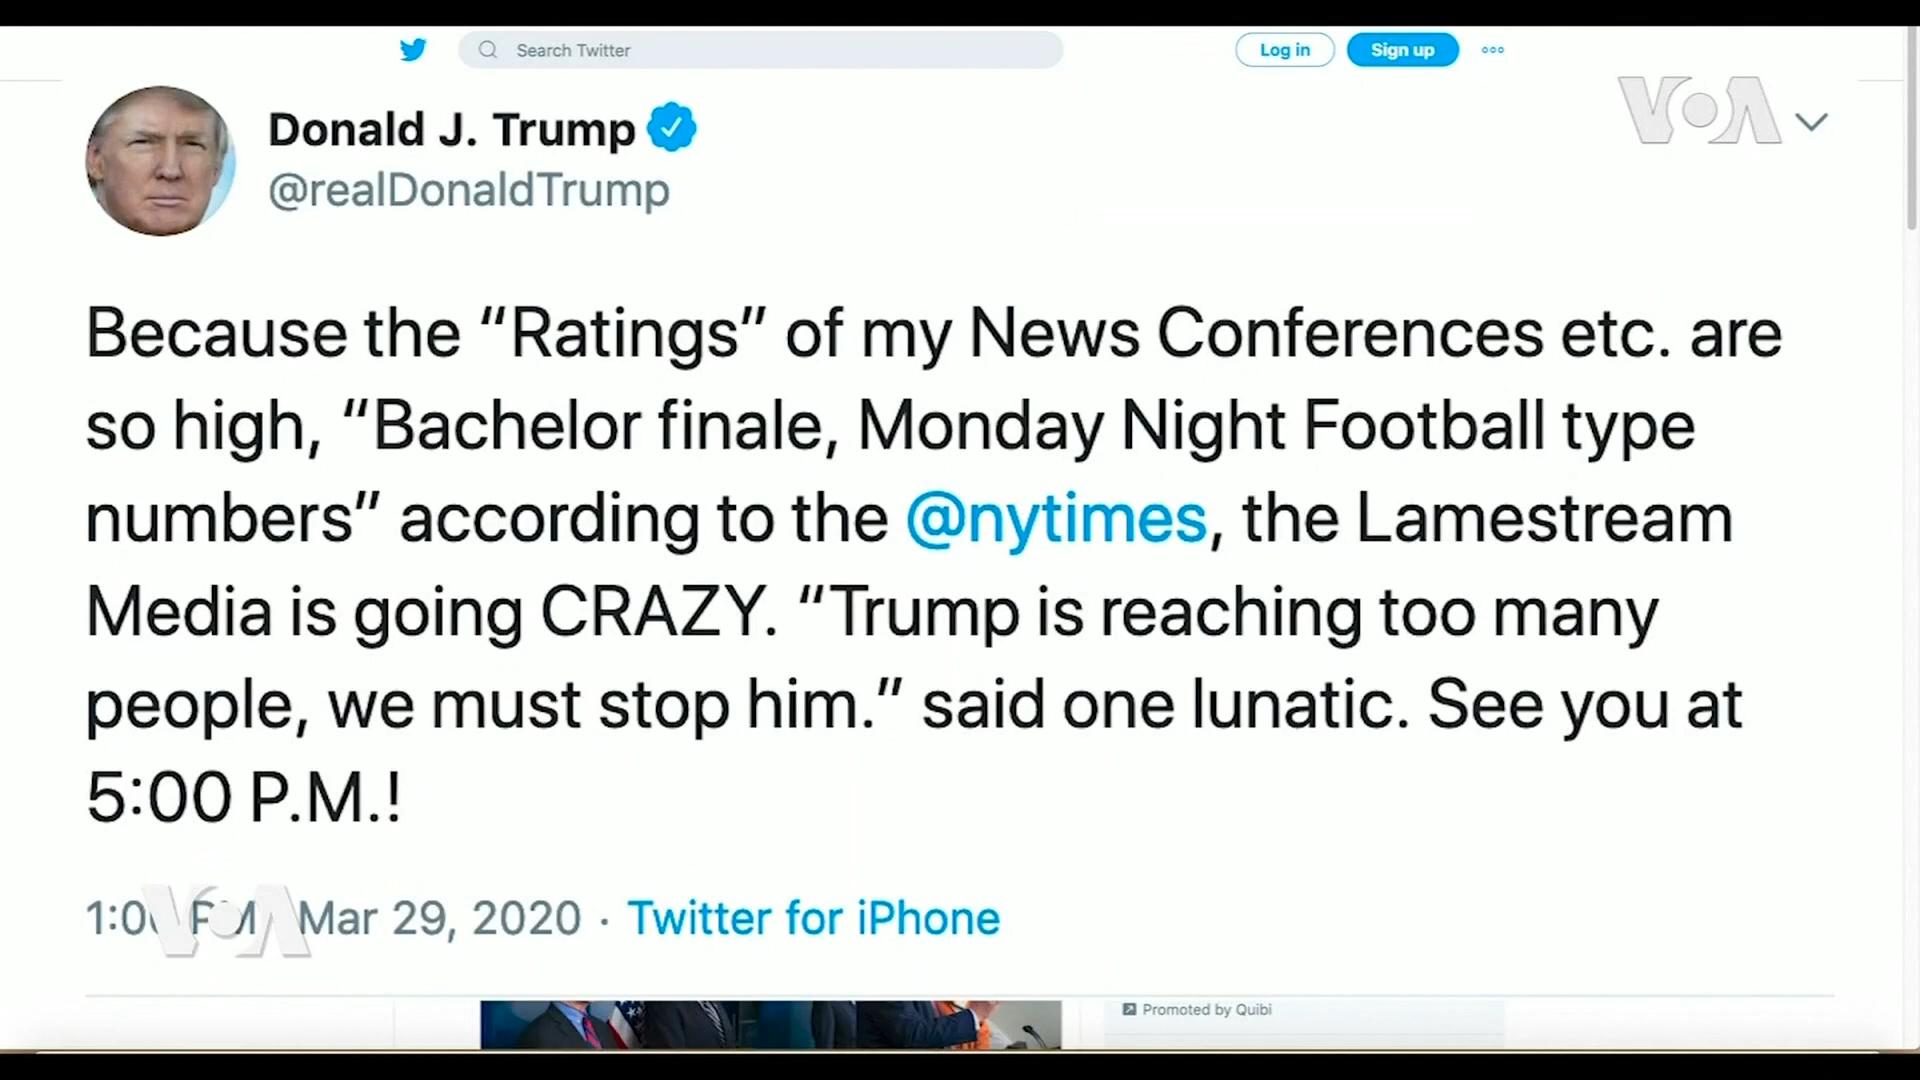 Search Twitter
Log in
Sign up
VOA
Donald J. Trump
@realDonaldTrump
Because the “Ratings” of my News Conferences etc. are
so high, “Bachelor finale, Monday Night Football type
numbers” according to the @nytimes, the Lamestream
Media is going CRAZY. “Trump is reaching too many
people, we must stop him.” said one lunatic. See you at
5:00 P.M.!
PM Mar 29, 2020 · Twitter for iPhone
VOA
Promoted by Quibi